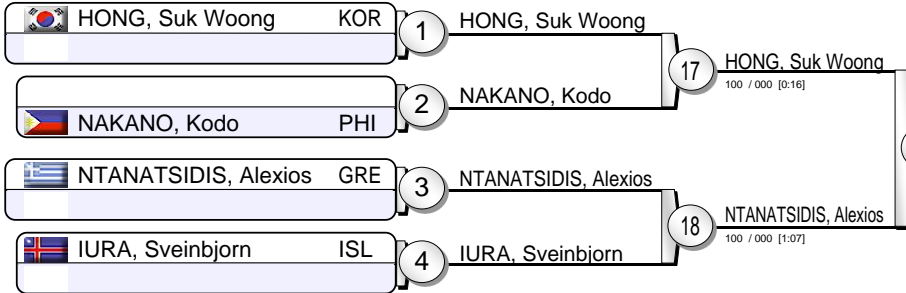 HONG, Suk Woong KOR
1
HONG, Suk Woong
17
HONG, Suk Woong
100 / 000 [0:16]
2
NAKANO, Kodo
NAKANO, Kodo PHI
NTANATSIDIS, Alexios GRE
3
NTANATSIDIS, Alexios
18
NTANATSIDIS, Alexios
100 / 000 [1:07]
IURA, Sveinbjorn ISL
4
IURA, Sveinbjorn